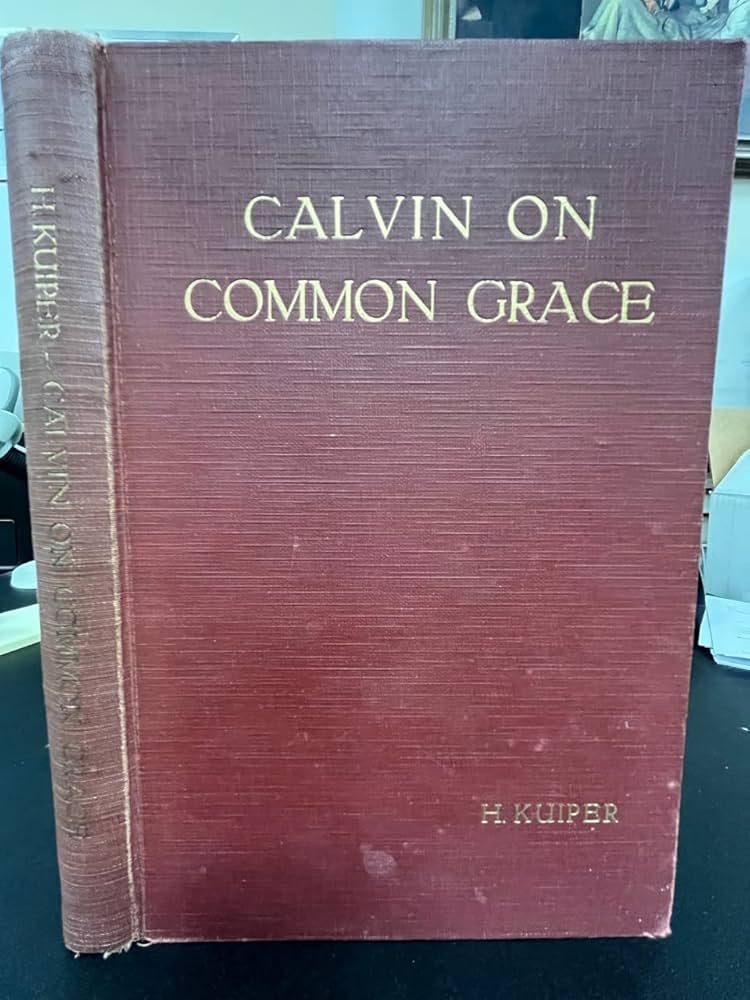 CALVIN ON
COMMON GRACE
H. KUIPER
H. KUIPER - CALVIN ON COMMON GRACE